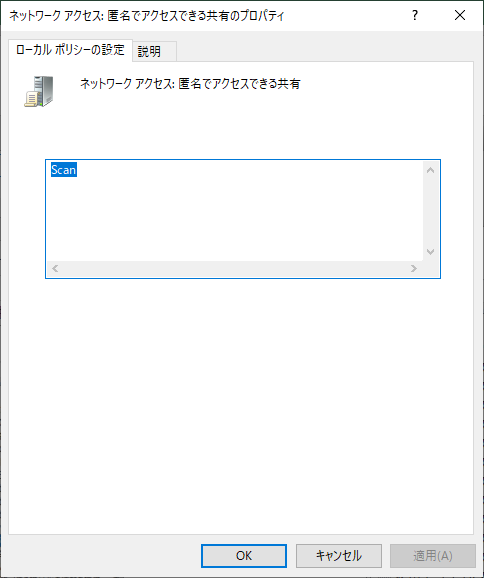 ネットワーク アクセス: 匿名でアクセスできる共有のプロパティ
?
ローカル ポリシーの設定 説明
ネットワーク アクセス: 匿名でアクセスできる共有
Scan
OK キャンセル 適用(A)